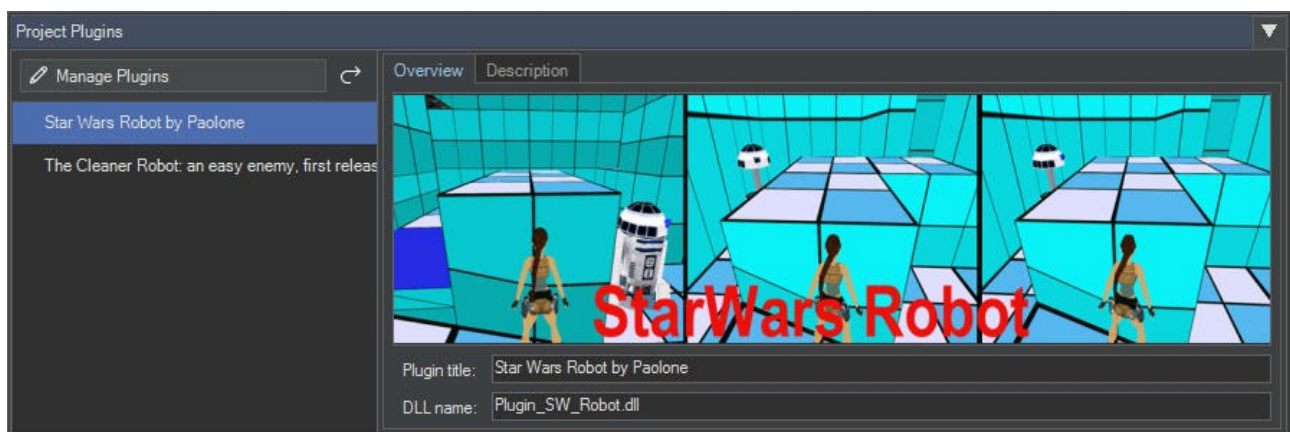 Project Plugins
Manage Plugins
Overview
Description
Star Wars Robot by Paolone
The Cleaner Robot: an easy enemy, first releas
StarWars Robot
Plugin title: Star Wars Robot by Paolone
DLL name: Plugin_SW_Robot.dll